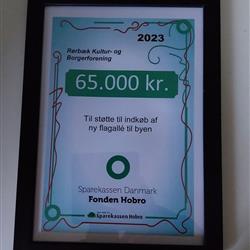 2023
Rørbæk Kultur- og
Borgerforening
65.000 kr.
Til støtte til indkøb af
ny flagallé til byen
Sparekassen Danmark
Fonden Hobro
Sparekassen Hobro